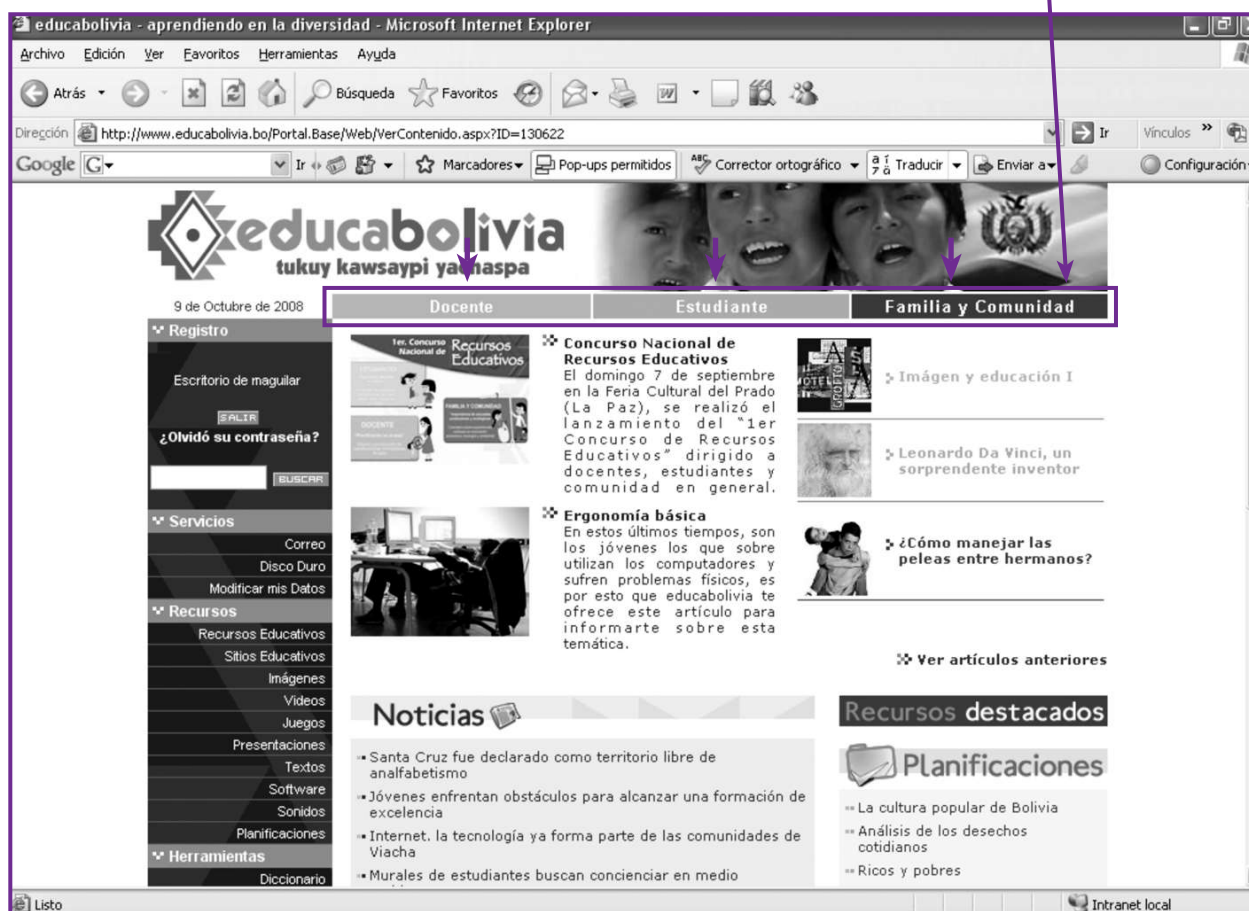 educabolivia - aprendiendo en la diversidad - Microsoft Internet Explorer
Archivo Edición Ver Favoritos Herramientas Ayuda
Atrás Búsqueda Favoritos
Dirección http://www.educabolivia.bo/Portal.Base/Web/VerContenido.aspx?ID=130622 Ir Vínculos »
Google G Ir Marcadores Pop-ups permitidos Corrector ortográfico Traducir Enviar a Configuración
educabolivia
tukuy kawsaypi yachaspa
9 de Octubre de 2008
Docente Estudiante Familia y Comunidad
Registro
Escritorio de maguilar
SALIR
¿Olvidó su contraseña?
BUSCAR
Servicios
Correo
Disco Duro
Modificar mis Datos
Recursos
Recursos Educativos
Sitios Educativos
Imágenes
Videos
Juegos
Presentaciones
Textos
Software
Sonidos
Planificaciones
Herramientas
Diccionario
1er. Concurso
Nacional de Recursos
Educativos
DOCENTE
FAMILIA Y COMUNIDAD
Concurso Nacional de
Recursos Educativos
El domingo 7 de septiembre
en la Feria Cultural del Prado
(La Paz), se realizó el
lanzamiento del "1er
Concurso de Recursos
Educativos" dirigido a
docentes, estudiantes y
comunidad en general.
Ergonomía básica
En estos últimos tiempos, son
los jóvenes los que sobre
utilizan los computadores y
sufren problemas físicos, es
por esto que educabolivia te
ofrece este artículo para
informarte sobre esta
temática.
Imágen y educación I
Leonardo Da Vinci, un
sorprendente inventor
¿Cómo manejar las
peleas entre hermanos?
Ver artículos anteriores
Noticias
Santa Cruz fue declarado como territorio libre de
analfabetismo
Jóvenes enfrentan obstáculos para alcanzar una formación de
excelencia
Internet. la tecnología ya forma parte de las comunidades de
Viacha
Murales de estudiantes buscan concienciar en medio
Recursos destacados
Planificaciones
La cultura popular de Bolivia
Análisis de los desechos
cotidianos
Ricos y pobres
Listo Intranet local